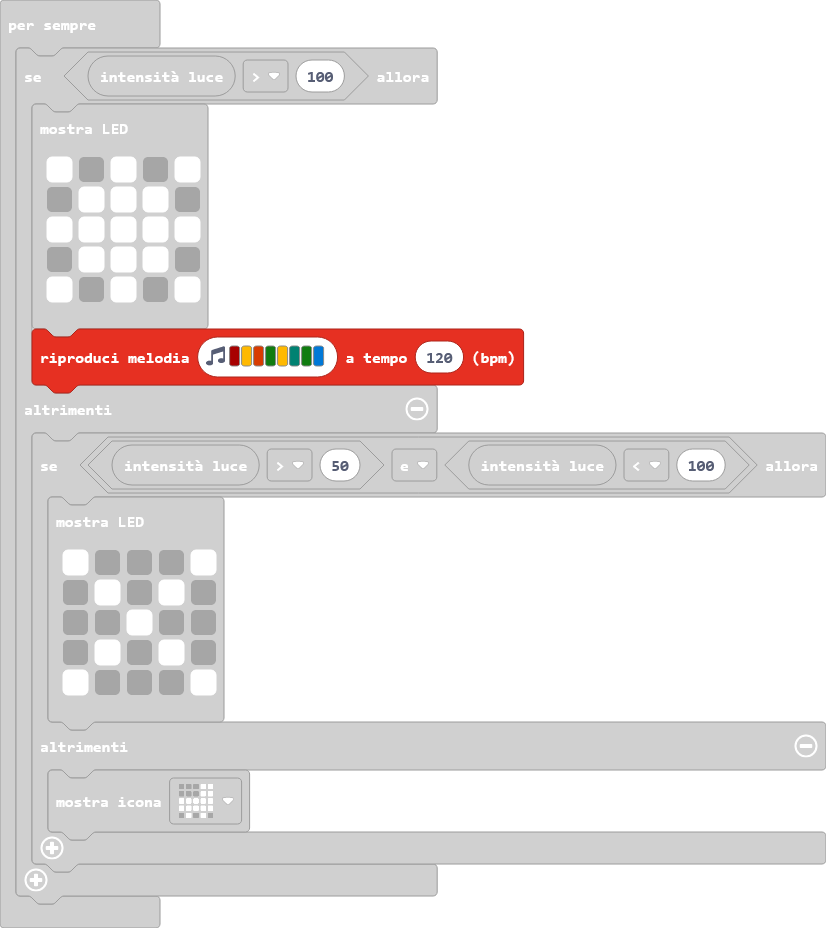 per sempre
se intensità luce > 100 allora
mostra LED
riproduci melodia a tempo 120 (bpm)
altrimenti
se intensità luce > 50 e intensità luce < 100 allora
mostra LED
altrimenti
mostra icona